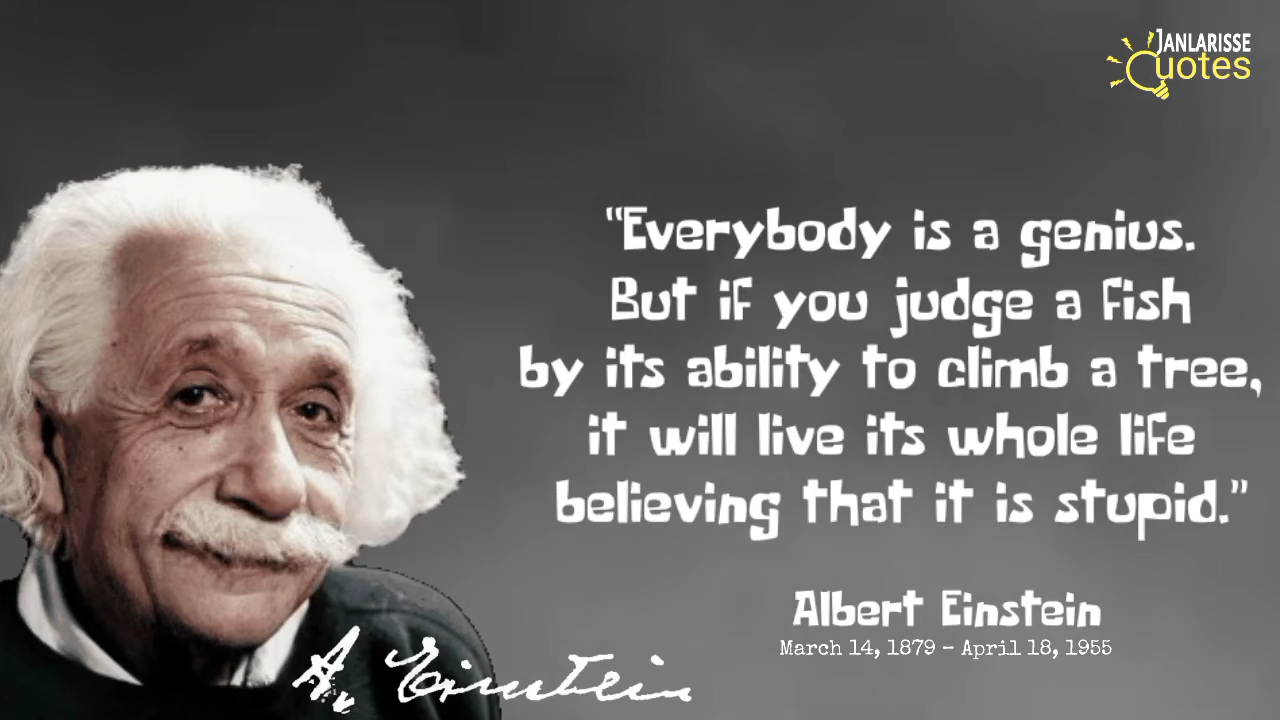 JANLARISSE
Quotes
“Everybody is a genius.
But if you judge a fish
by its ability to climb a tree,
it will live its whole life
believing that it is stupid.”
Albert Einstein
March 14, 1879 – April 18, 1955
A. Einstein